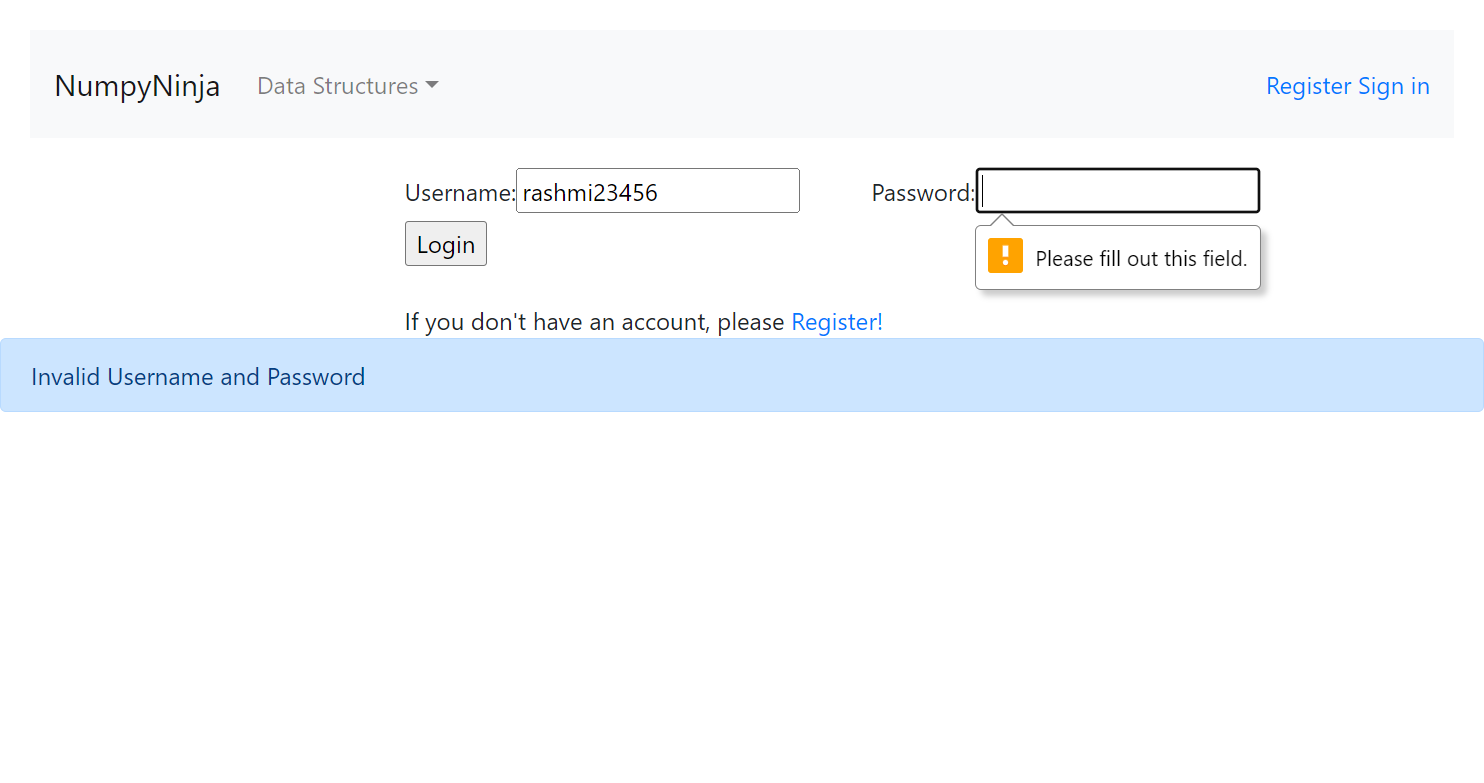 NumpyNinja Data Structures Register Sign in
Username: rashmi23456 Password:
Login
Please fill out this field.
If you don't have an account, please Register!
Invalid Username and Password